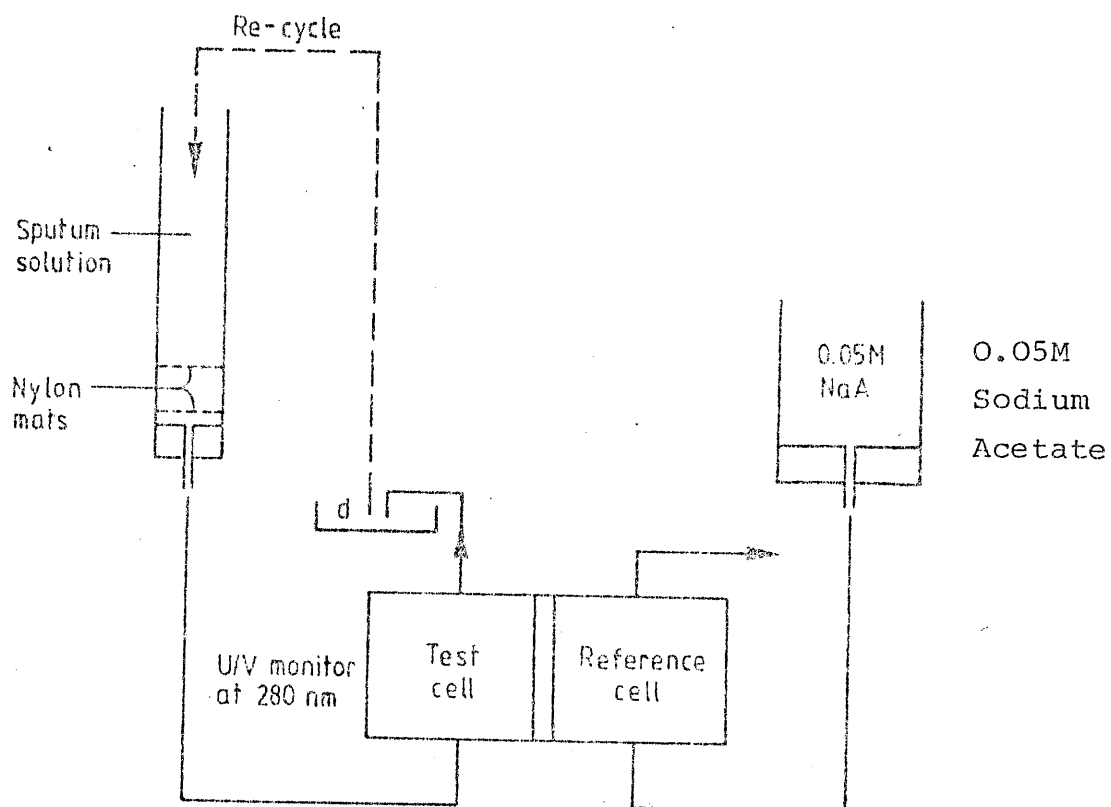 Re-cycle
Sputum
solution
Nylon
mats
0.05M
NaA
0.05M
Sodium
Acetate
d
U/V monitor
at 280 nm
Test
cell
Reference
cell